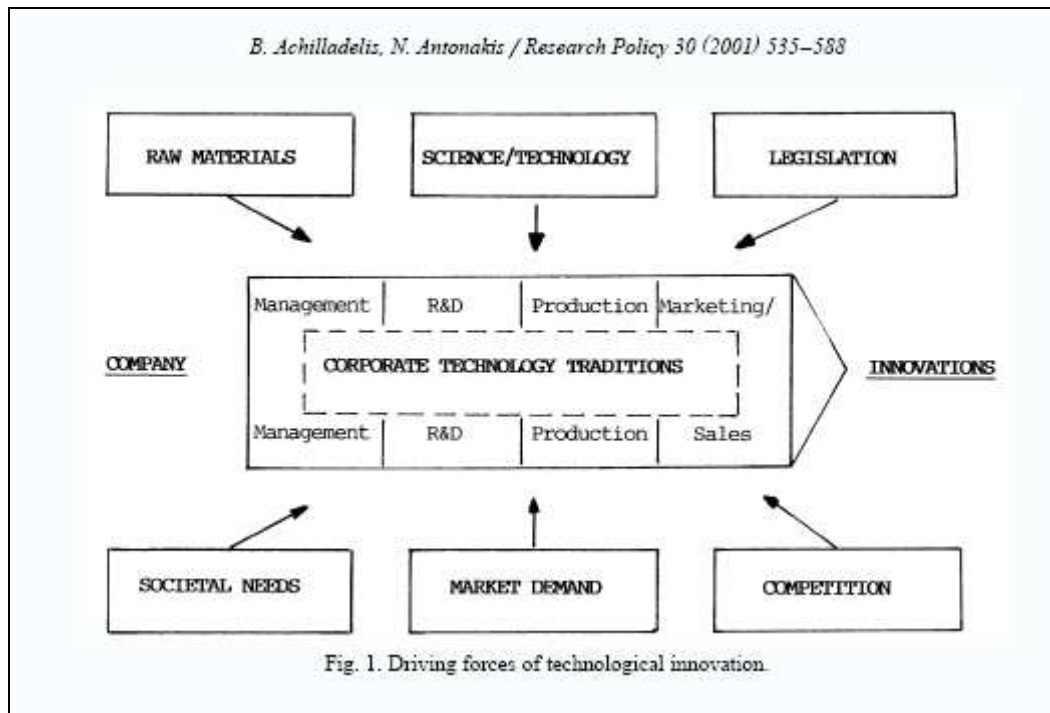 B. Achilladelis, N. Antonakis / Research Policy 30 (2001) 535–588
RAW MATERIALS
SCIENCE/TECHNOLOGY
LEGISLATION
Management R&D Production Marketing/
COMPANY
CORPORATE TECHNOLOGY TRADITIONS
INNOVATIONS
Management R&D Production Sales
SOCIETAL NEEDS
MARKET DEMAND
COMPETITION
Fig. 1. Driving forces of technological innovation.